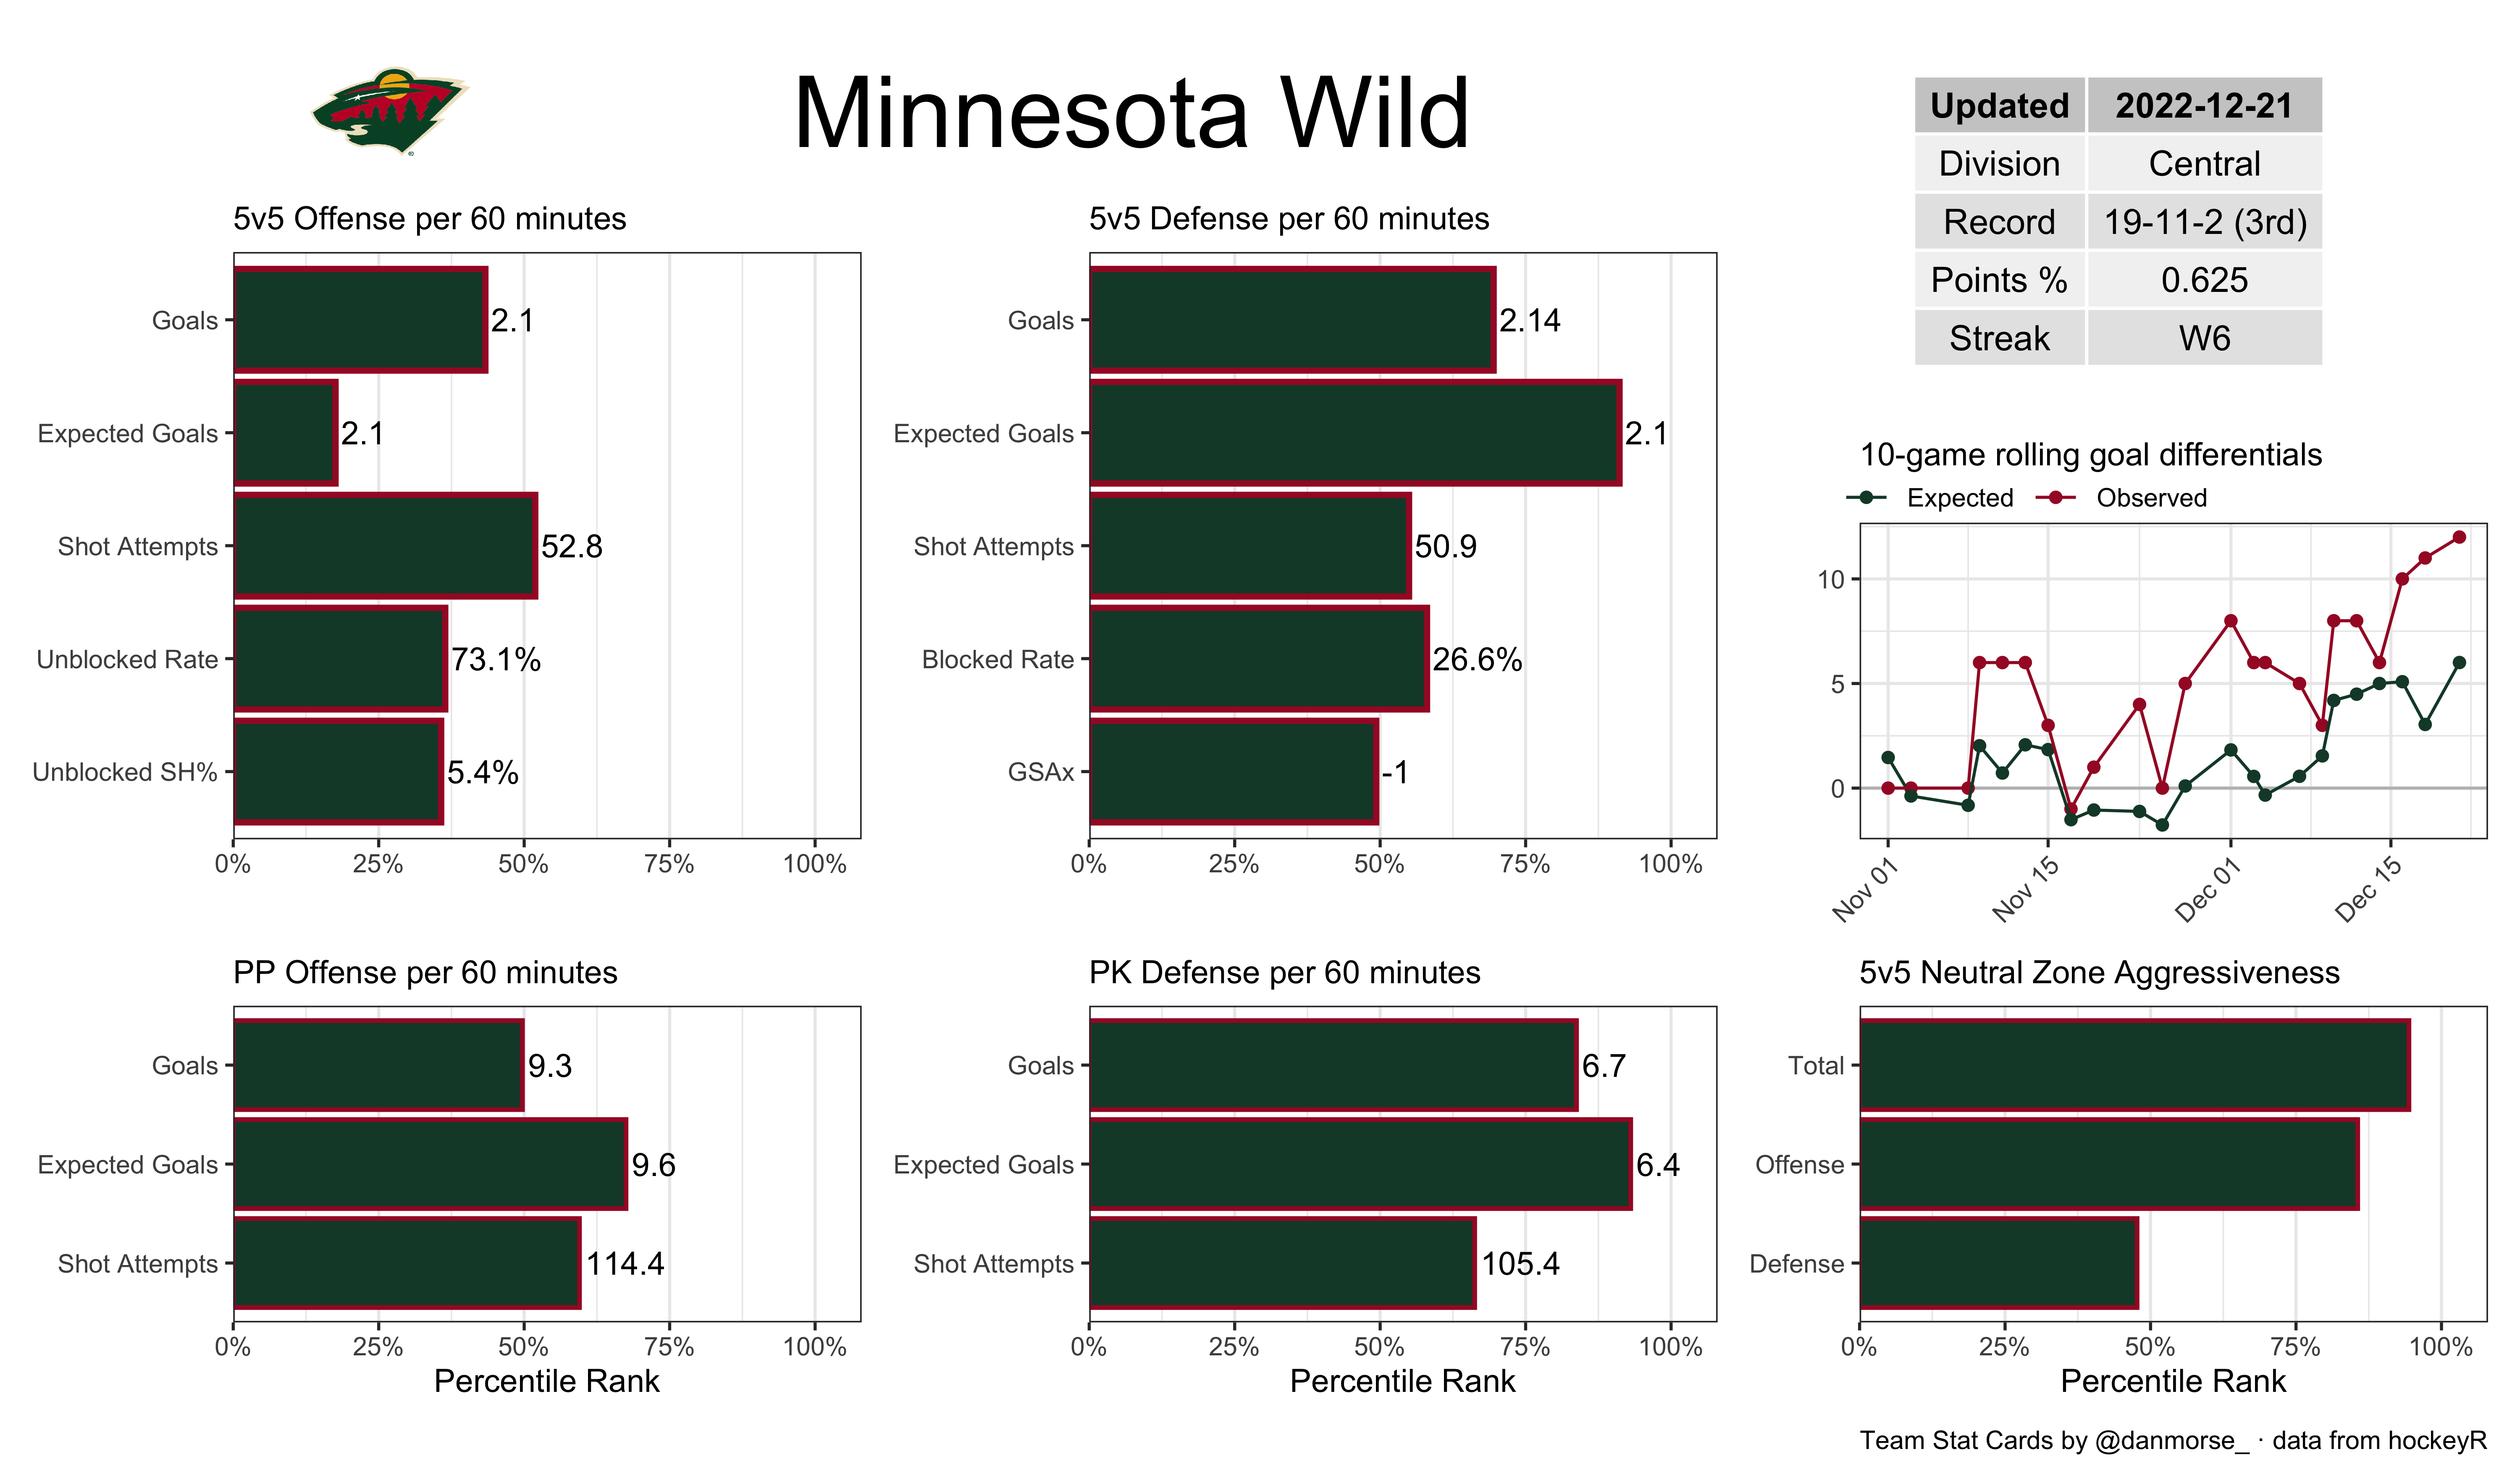 Minnesota Wild
Updated 2022-12-21
Division Central
Record 19-11-2 (3rd)
Points % 0.625
Streak W6
5v5 Offense per 60 minutes
Goals 2.1
Expected Goals 2.1
Shot Attempts 52.8
Unblocked Rate 73.1%
Unblocked SH% 5.4%
0% 25% 50% 75% 100%
5v5 Defense per 60 minutes
Goals 2.14
Expected Goals 2.1
Shot Attempts 50.9
Blocked Rate 26.6%
GSAx -1
0% 25% 50% 75% 100%
10-game rolling goal differentials
Expected Observed
10
5
0
Nov 01 Nov 15 Dec 01 Dec 15
PP Offense per 60 minutes
Goals 9.3
Expected Goals 9.6
Shot Attempts 114.4
0% 25% 50% 75% 100%
Percentile Rank
PK Defense per 60 minutes
Goals 6.7
Expected Goals 6.4
Shot Attempts 105.4
0% 25% 50% 75% 100%
Percentile Rank
5v5 Neutral Zone Aggressiveness
Total
Offense
Defense
0% 25% 50% 75% 100%
Percentile Rank
Team Stat Cards by @danmorse_ · data from hockeyR